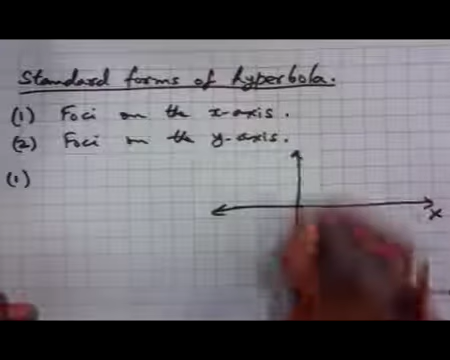 Standard forms of hyperbola.
(1) Foci on the x-axis.
(2) Foci on the y-axis.
(1)
x